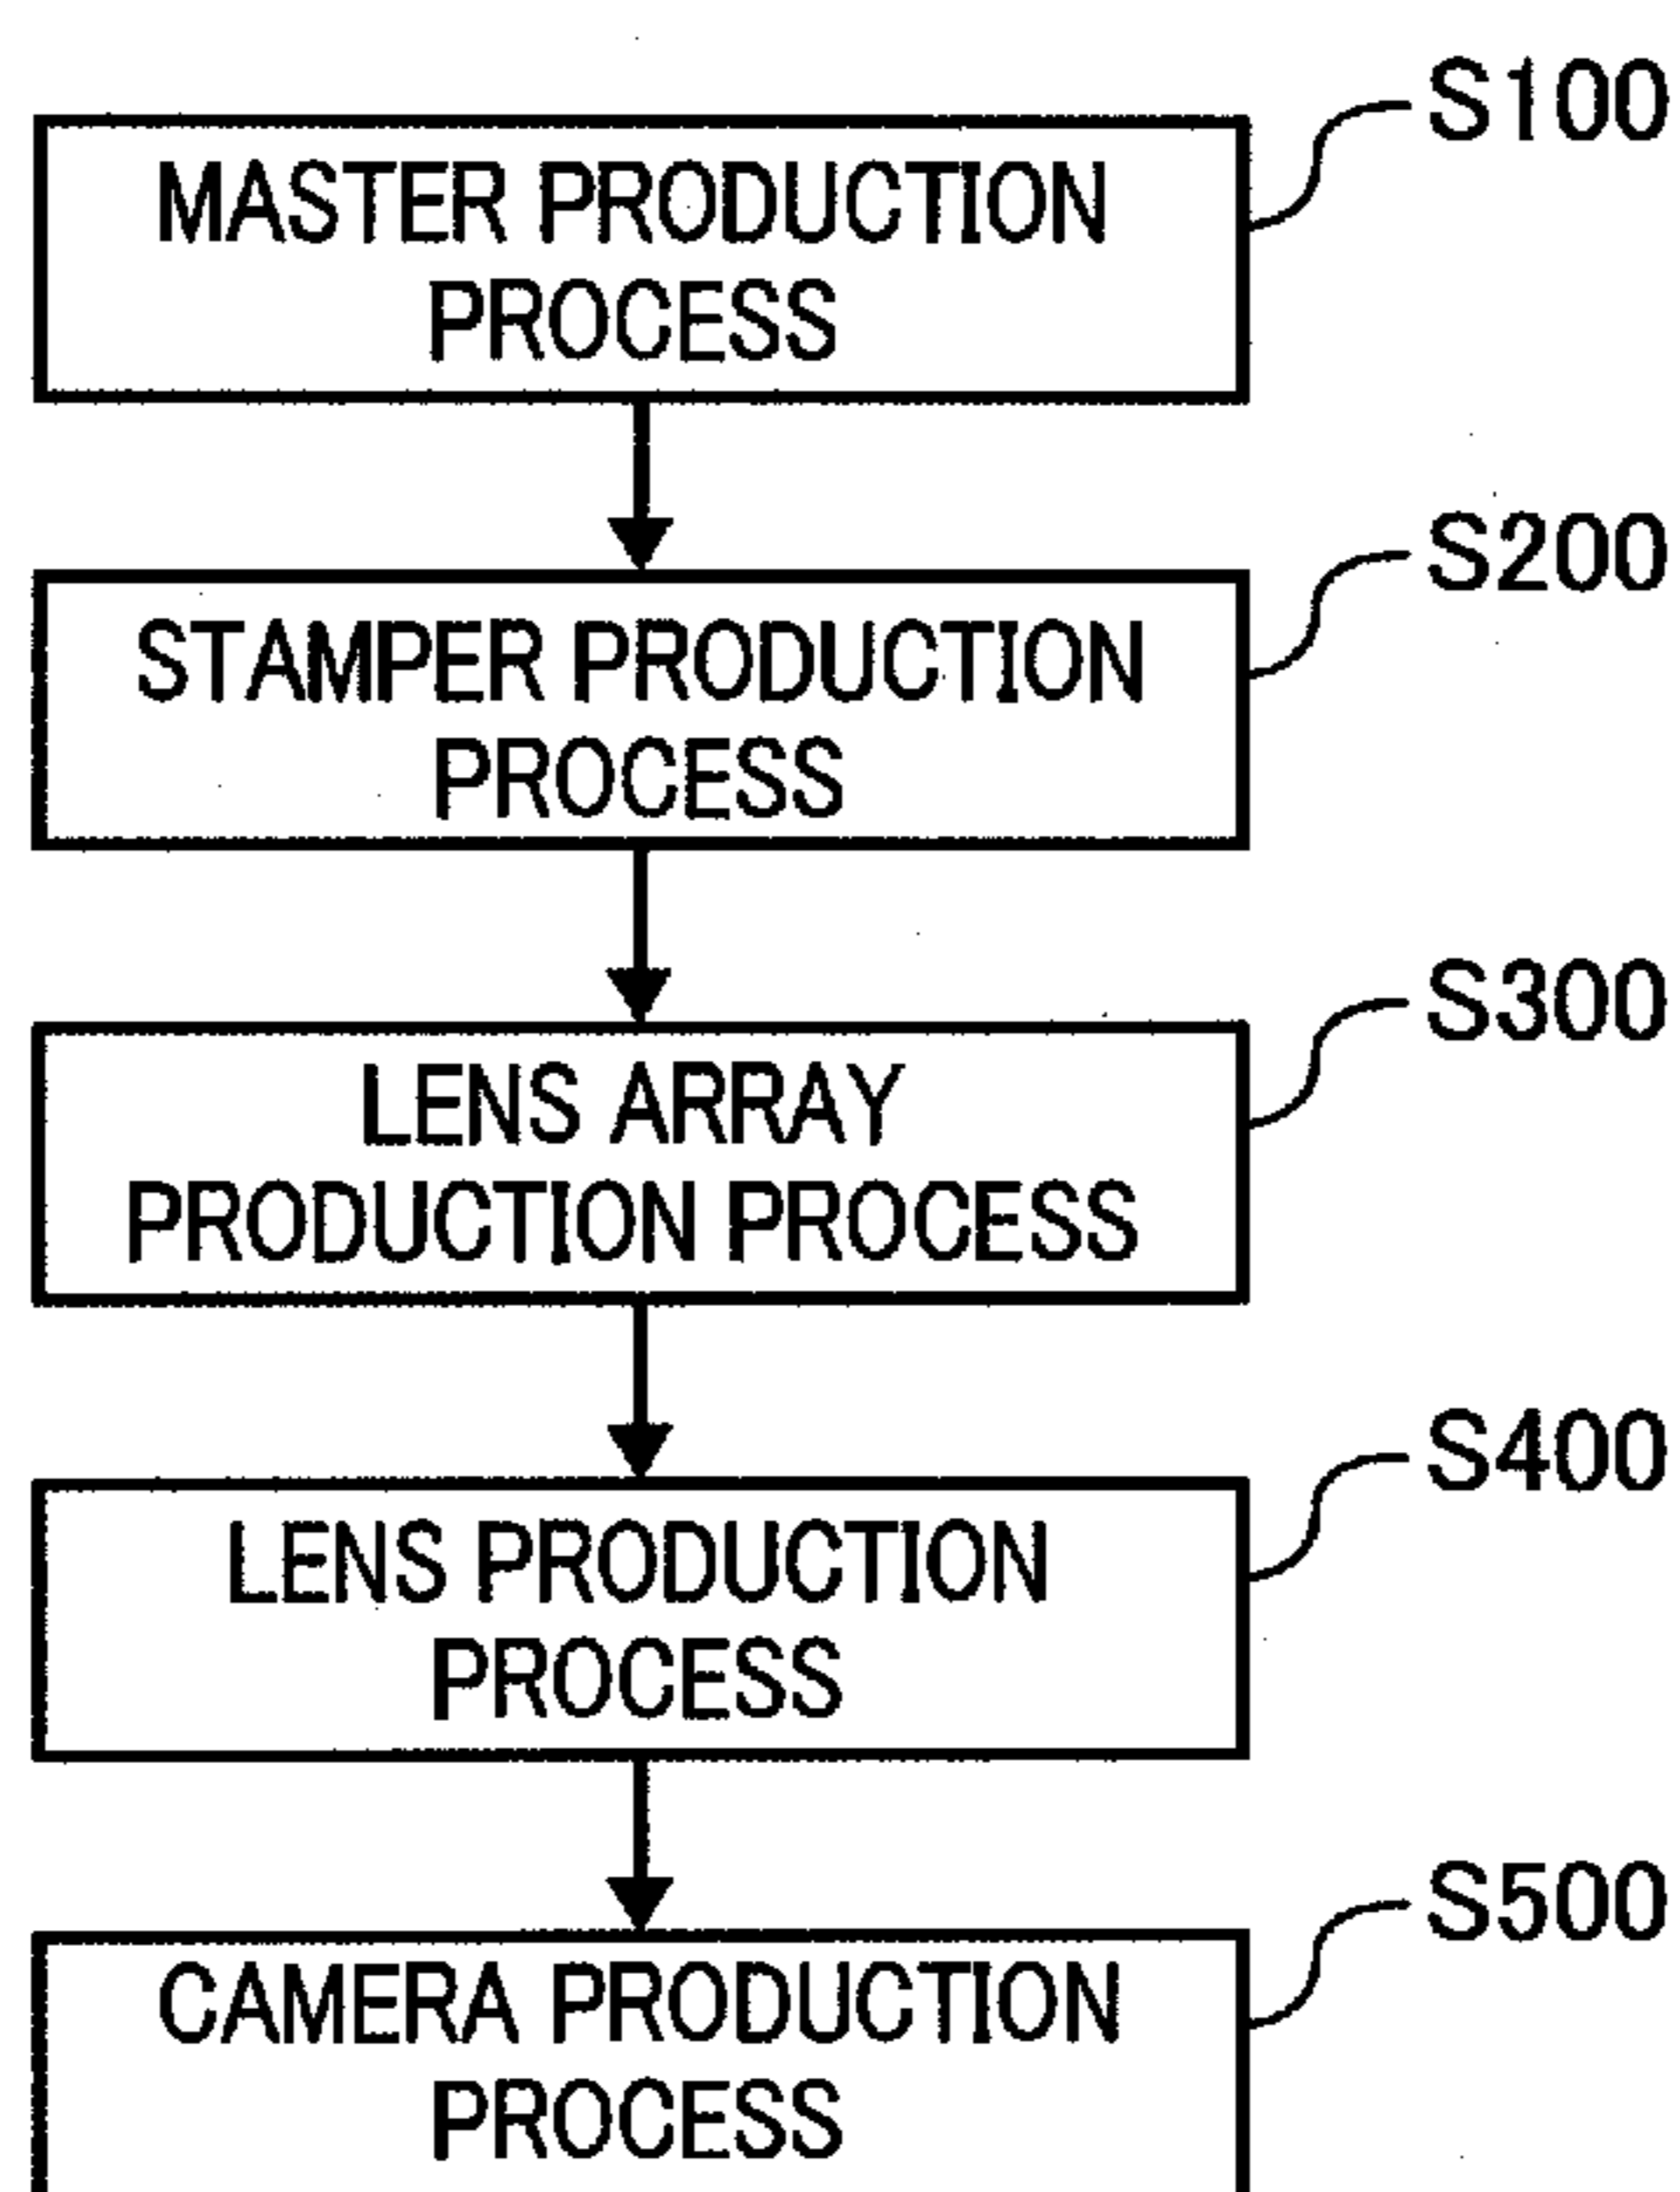 S100
MASTER PRODUCTION
PROCESS
S200
STAMPER PRODUCTION
PROCESS
S300
LENS ARRAY
PRODUCTION PROCESS
S400
LENS PRODUCTION
PROCESS
S500
CAMERA PRODUCTION
PROCESS